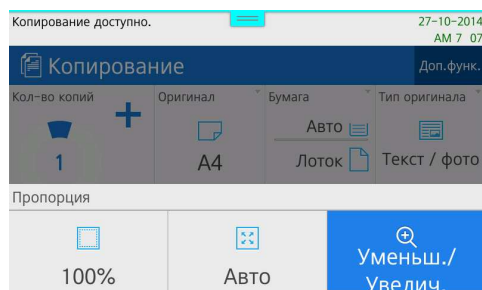 Копирование доступно.
27-10-2014
AM 7 07
Копирование
Доп.функ.
Кол-во копий
Оригинал
Бумага
Тип оригинала
1
A4
Авто
Лоток
Текст / фото
Пропорция
100%
Авто
Уменьш./
Увелич.